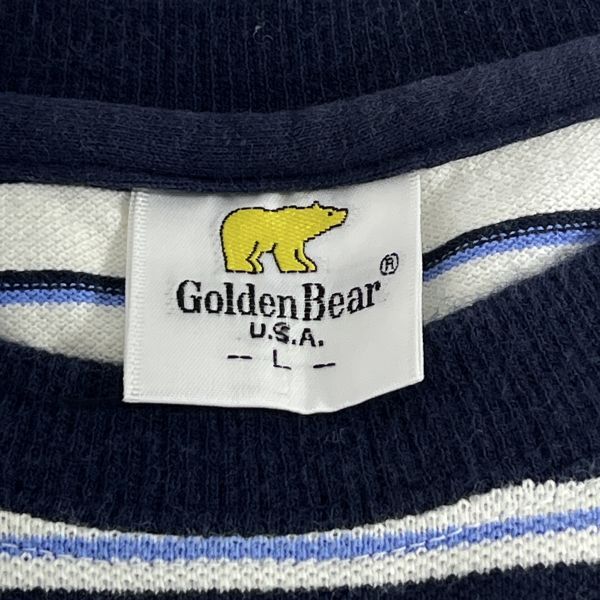 GoldenBear®
U.S.A.
-- L --